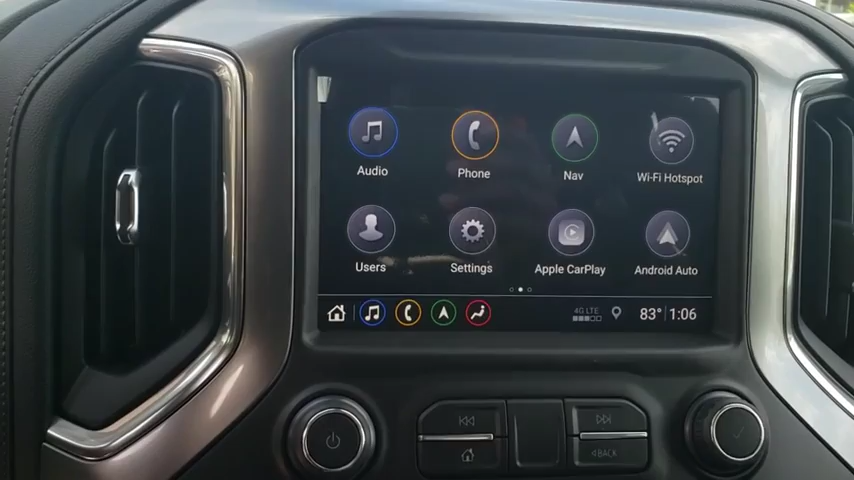 Audio Phone Nav Wi-Fi Hotspot
Users Settings Apple CarPlay Android Auto
4G LTE 83° 1:06
BACK